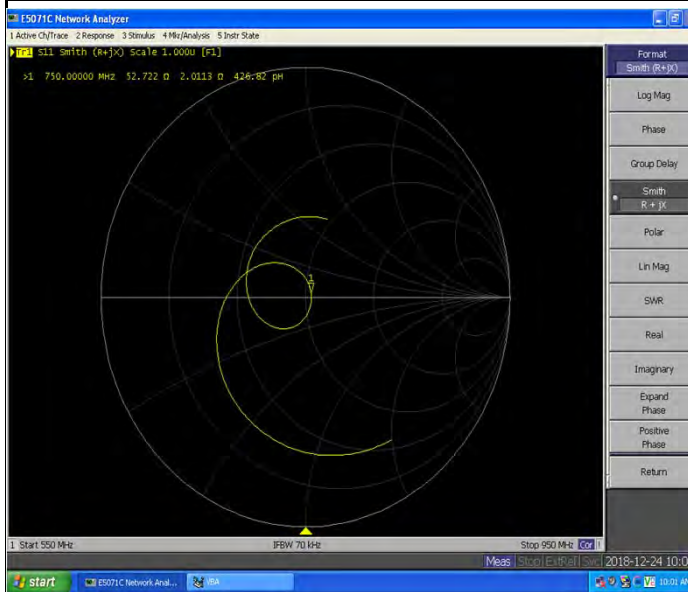 E5071C Network Analyzer
1 Active Ch/Trace 2 Response 3 Stimulus 4 Mkr/Analysis 5 Instr State
Tr1 S11 Smith (R+jX) Scale 1.000U [F1]
>1 750.00000 MHz 52.722 Ω 2.0113 Ω 426.82 pH
1
Format
Smith (R+jX)
Log Mag
Phase
Group Delay
Smith
R + jX
Polar
Lin Mag
SWR
Real
Imaginary
Expand
Phase
Positive
Phase
Return
1 Start 550 MHz IFBW 70 kHz Stop 950 MHz Cor
Meas Stop ExtRef Svc 2018-12-24 10:0
start E5071C Network Anal... VBA 10:01 AM